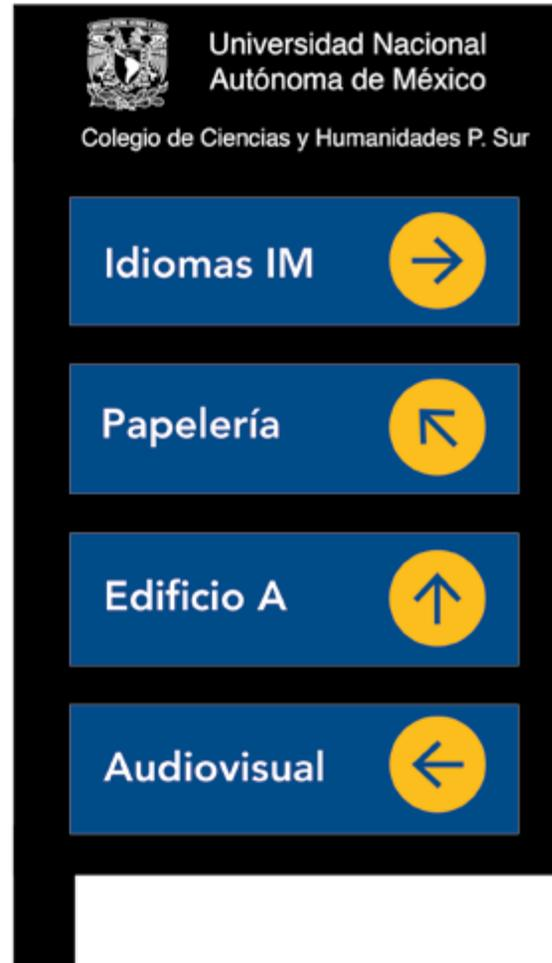 Universidad Nacional
Autónoma de México
Colegio de Ciencias y Humanidades P. Sur
Idiomas IM
Papelería
Edificio A
Audiovisual